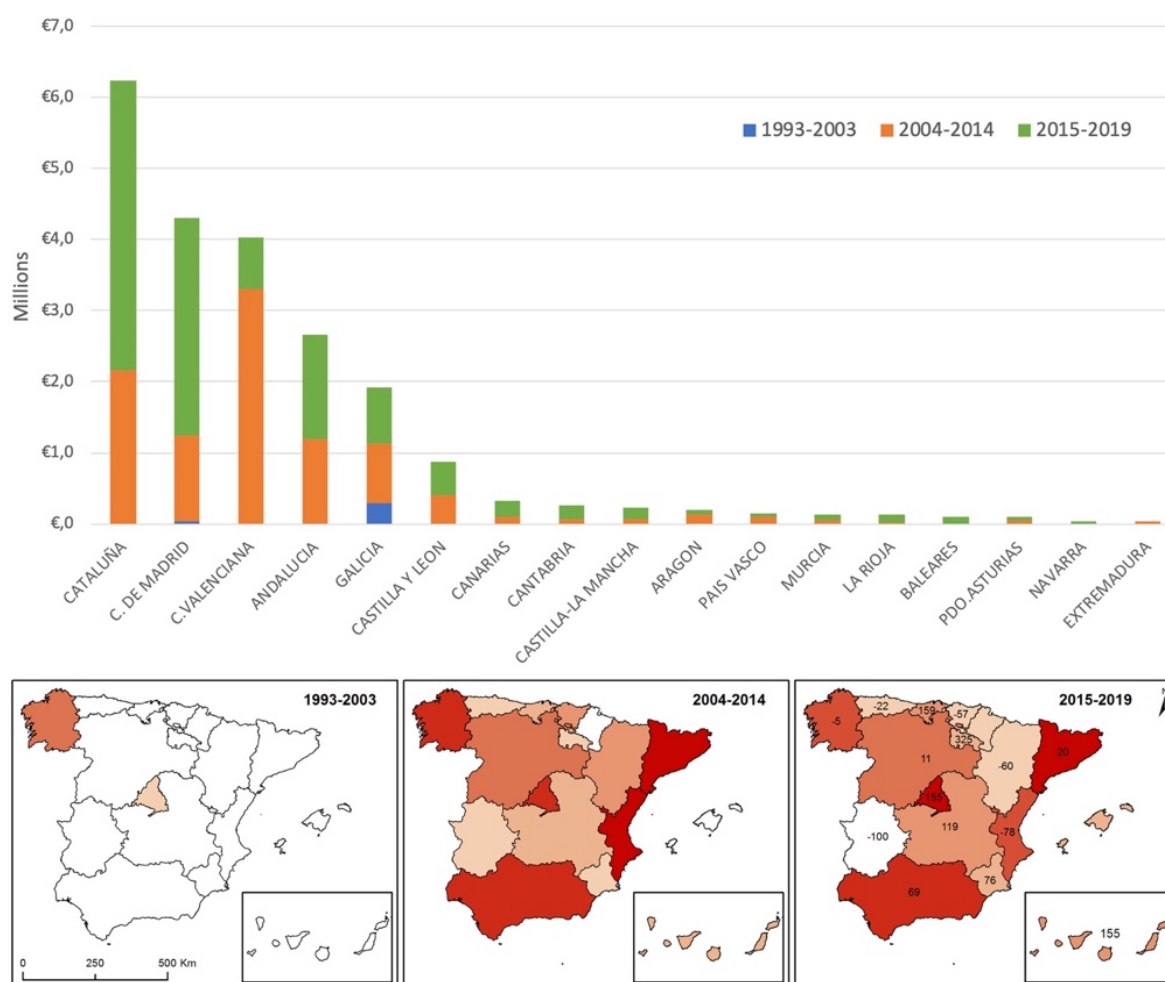 €7,0
€6,0
€5,0
€4,0
€3,0
€2,0
€1,0
€,0
Millions
1993-2003 2004-2014 2015-2019
CATALUÑA
C. DE MADRID
C.VALENCIANA
ANDALUCIA
GALICIA
CASTILLA Y LEON
CANARIAS
CANTABRIA
CASTILLA-LA MANCHA
ARAGON
PAIS VASCO
MURCIA
LA RIOJA
BALEARES
PDO.ASTURIAS
NAVARRA
EXTREMADURA
1993-2003
0 250 500 Km
2004-2014
2015-2019
-22 159 -57
-5
325
20
11
-60
155
119
-78
-100
76
69
155